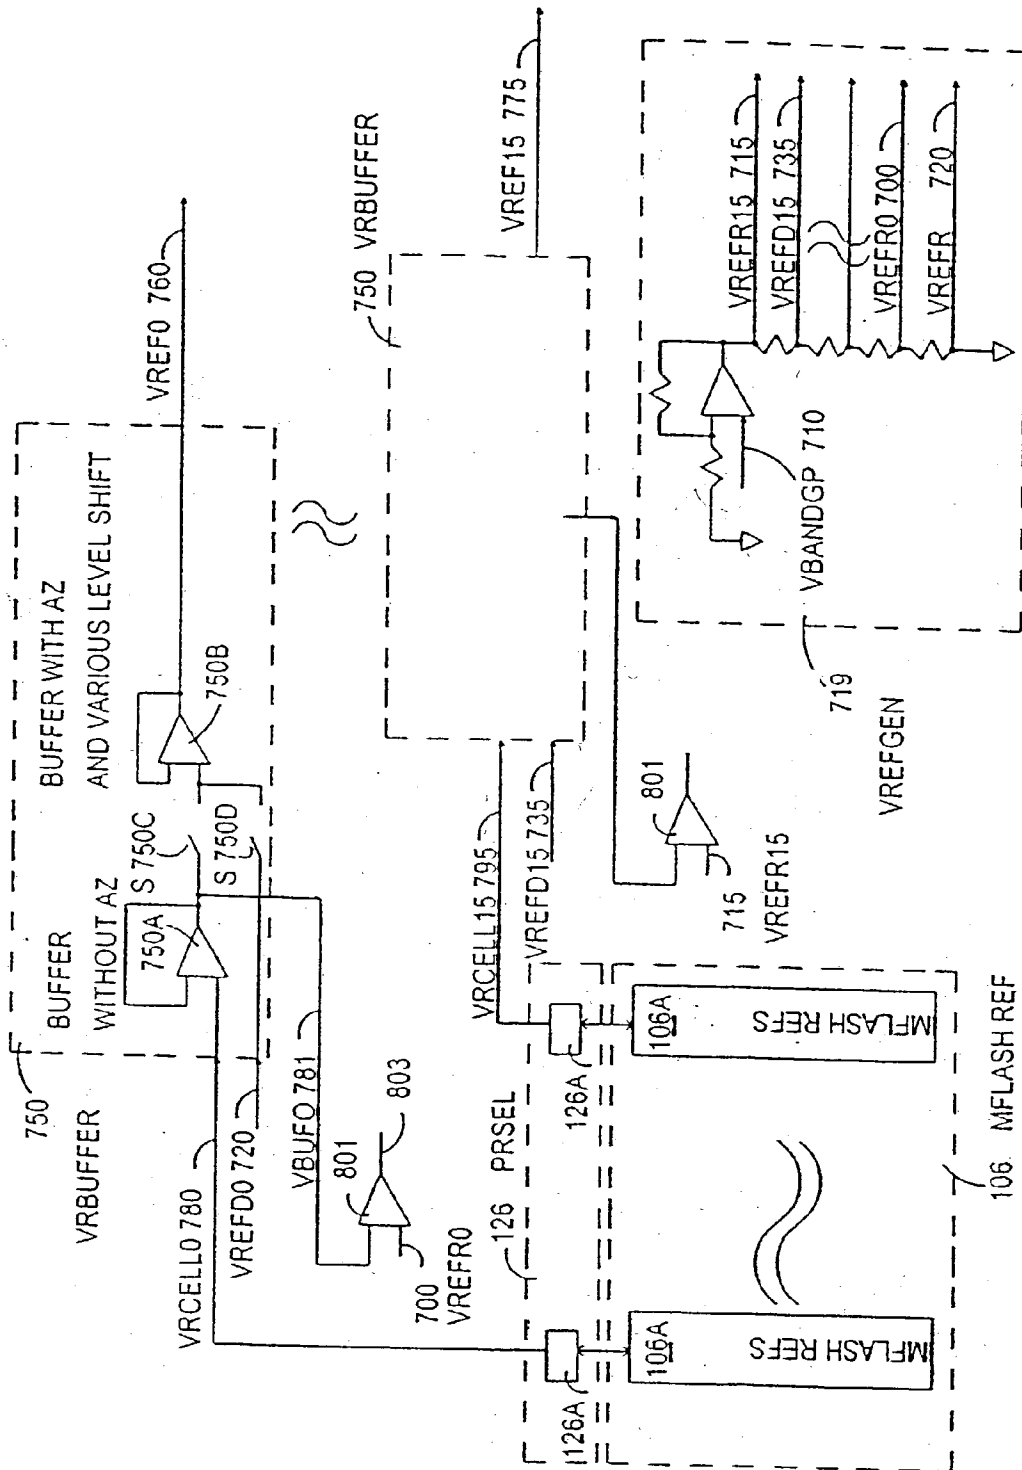 750
VRBUFFER
BUFFER
WITHOUT AZ
750A
S 750C
S 750D
BUFFER WITH AZ
AND VARIOUS LEVEL SHIFT
750B
VREF0 760
VRCELL0 780
VREFD0 720
VBUF0 781
801
803
700
VREFR0
750 VRBUFFER
VREF15 775
VRCELL15 795
VREFD15 735
801
715
VREFR15
126
PRSEL
126A
126A
106A
MFLASH REFS
106A
MFLASH REFS
106 MFLASH REF
VREFR15 715
VREFD15 735
VREFR0 700
VREFR 720
VBANDGP 710
719
VREFGEN